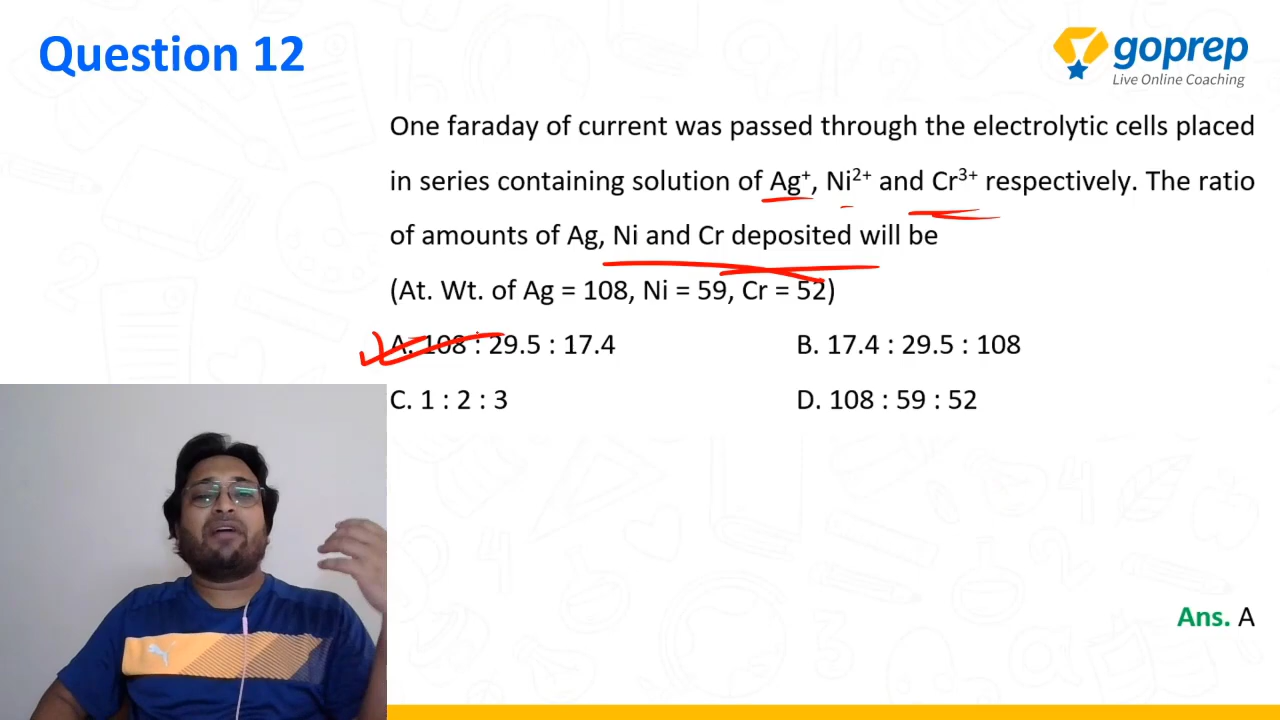 Question 12
goprep
Live Online Coaching
One faraday of current was passed through the electrolytic cells placed
in series containing solution of Ag⁺, Ni²⁺ and Cr³⁺ respectively. The ratio
of amounts of Ag, Ni and Cr deposited will be
(At. Wt. of Ag = 108, Ni = 59, Cr = 52)
A. 108 : 29.5 : 17.4
B. 17.4 : 29.5 : 108
C. 1 : 2 : 3
D. 108 : 59 : 52
Ans. A